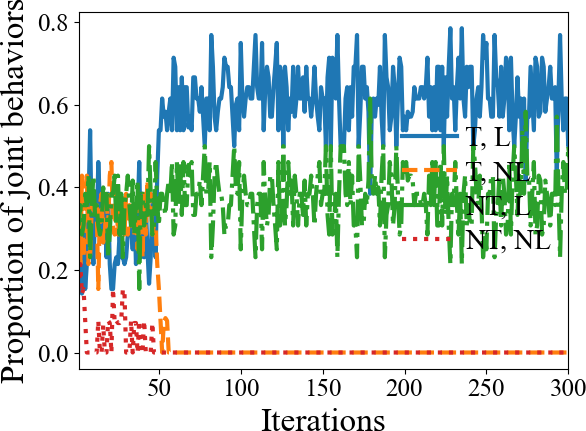 Proportion of joint behaviors
0.8
0.6
0.4
0.2
0.0
T, L
T, NL
NT, L
NT, NL
50 100 150 200 250 300
Iterations